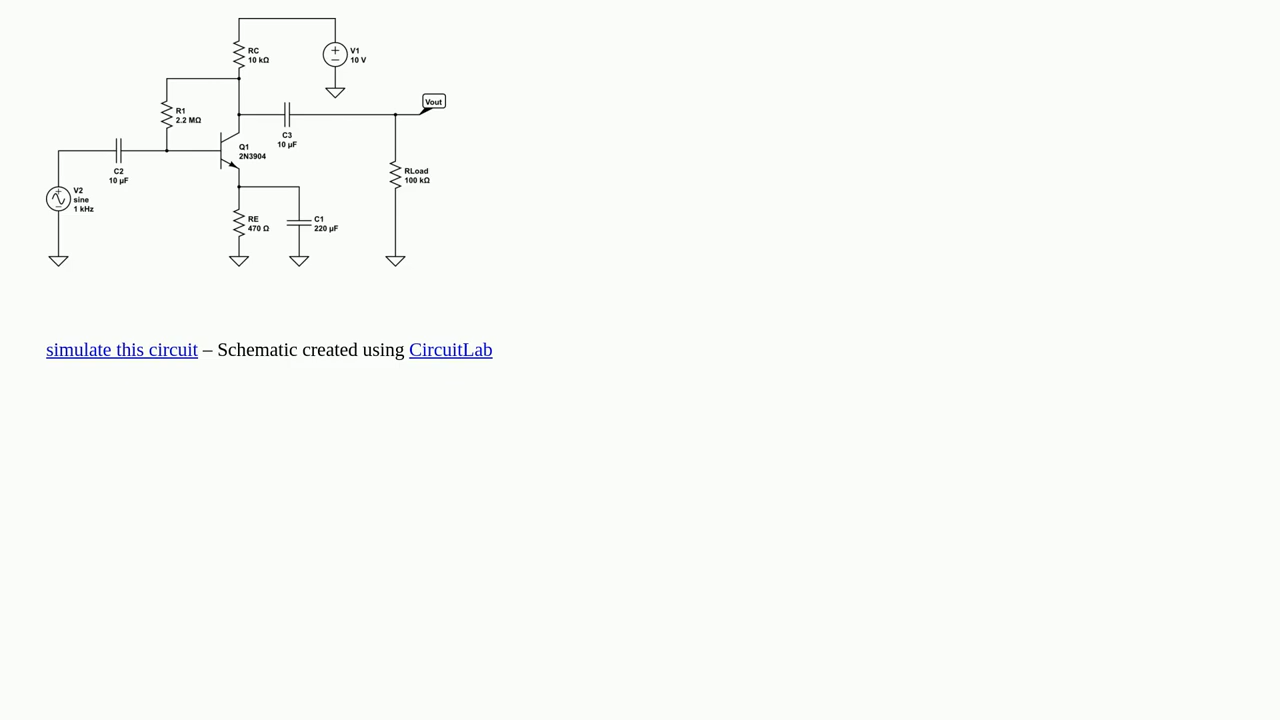 RC
10 kΩ
V1
10 V
R1
2.2 MΩ
Vout
C3
10 µF
Q1
2N3904
C2
10 µF
RLoad
100 kΩ
V2
sine
1 kHz
RE
470 Ω
C1
220 µF
simulate this circuit – Schematic created using CircuitLab